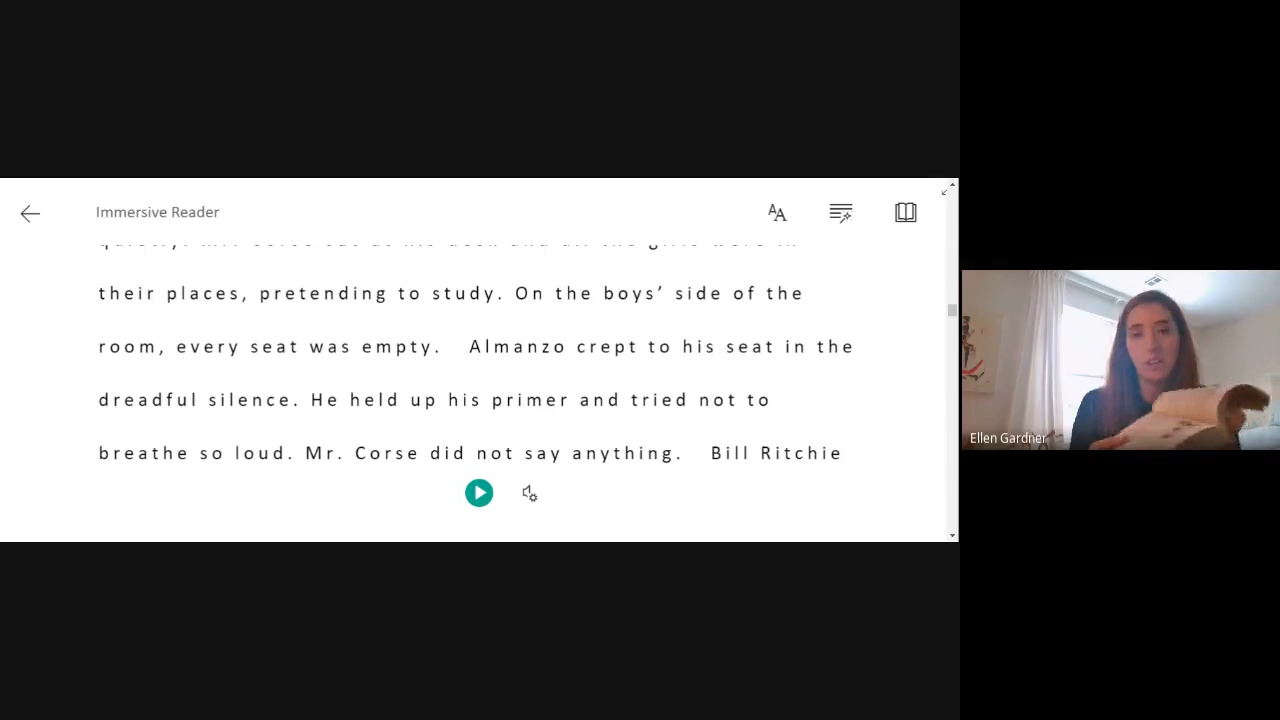 Immersive Reader
their places, pretending to study. On the boys’ side of the
room, every seat was empty. Almanzo crept to his seat in the
dreadful silence. He held up his primer and tried not to
breathe so loud. Mr. Corse did not say anything. Bill Ritchie
Ellen Gardner